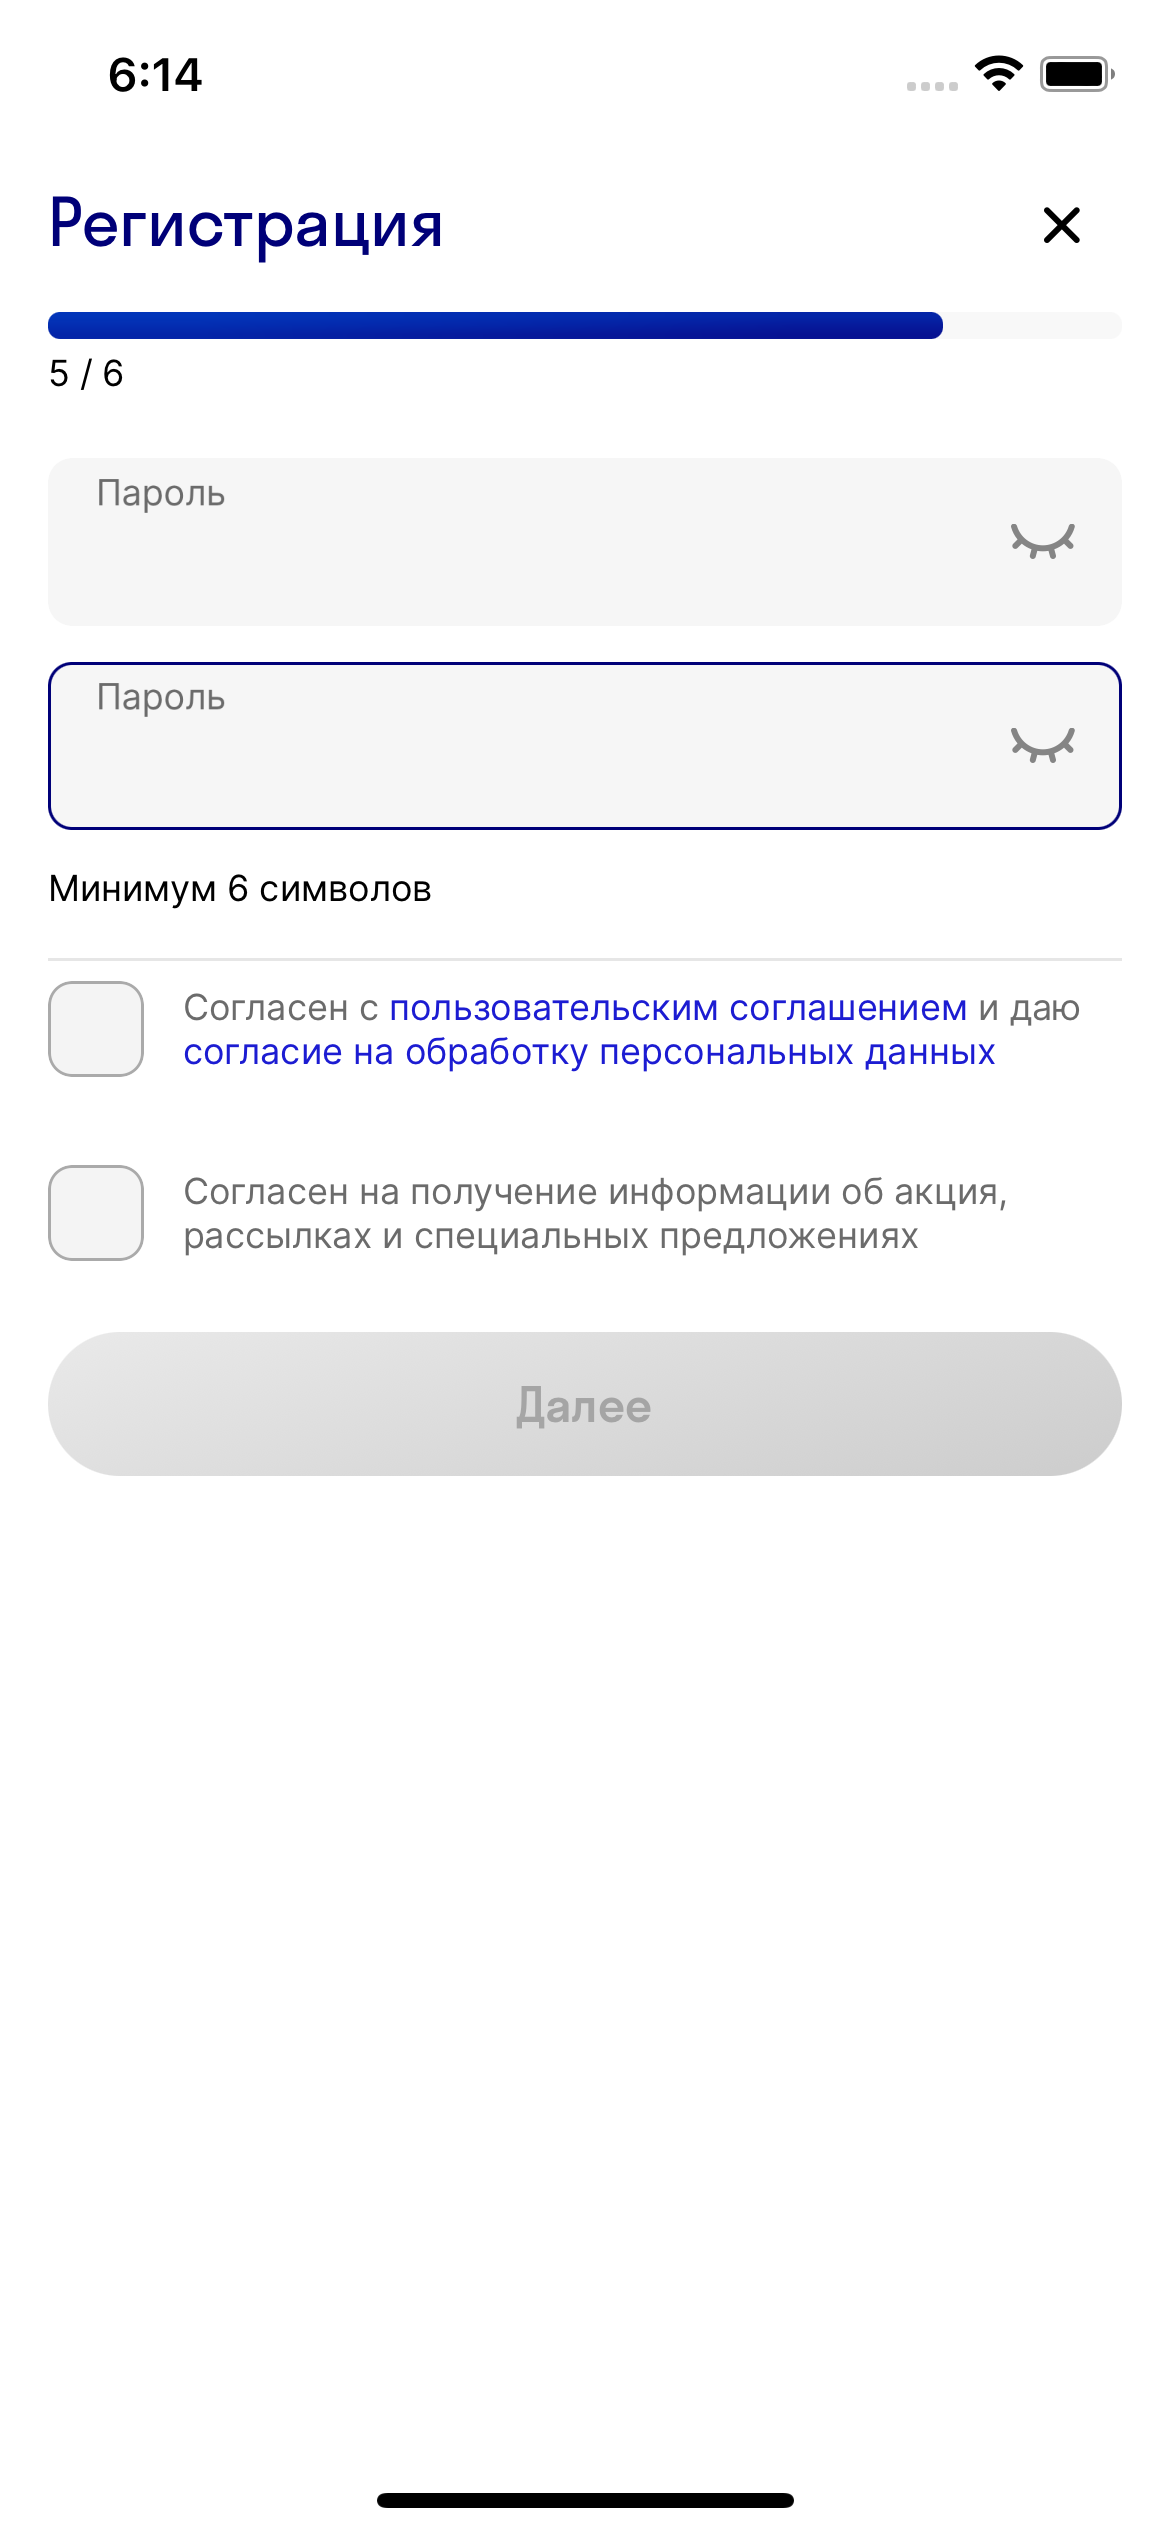 6:14
Регистрация
5 / 6
Пароль
Пароль
Минимум 6 символов
Согласен с пользовательским соглашением и даю
согласие на обработку персональных данных
Согласен на получение информации об акция,
рассылках и специальных предложениях
Далее